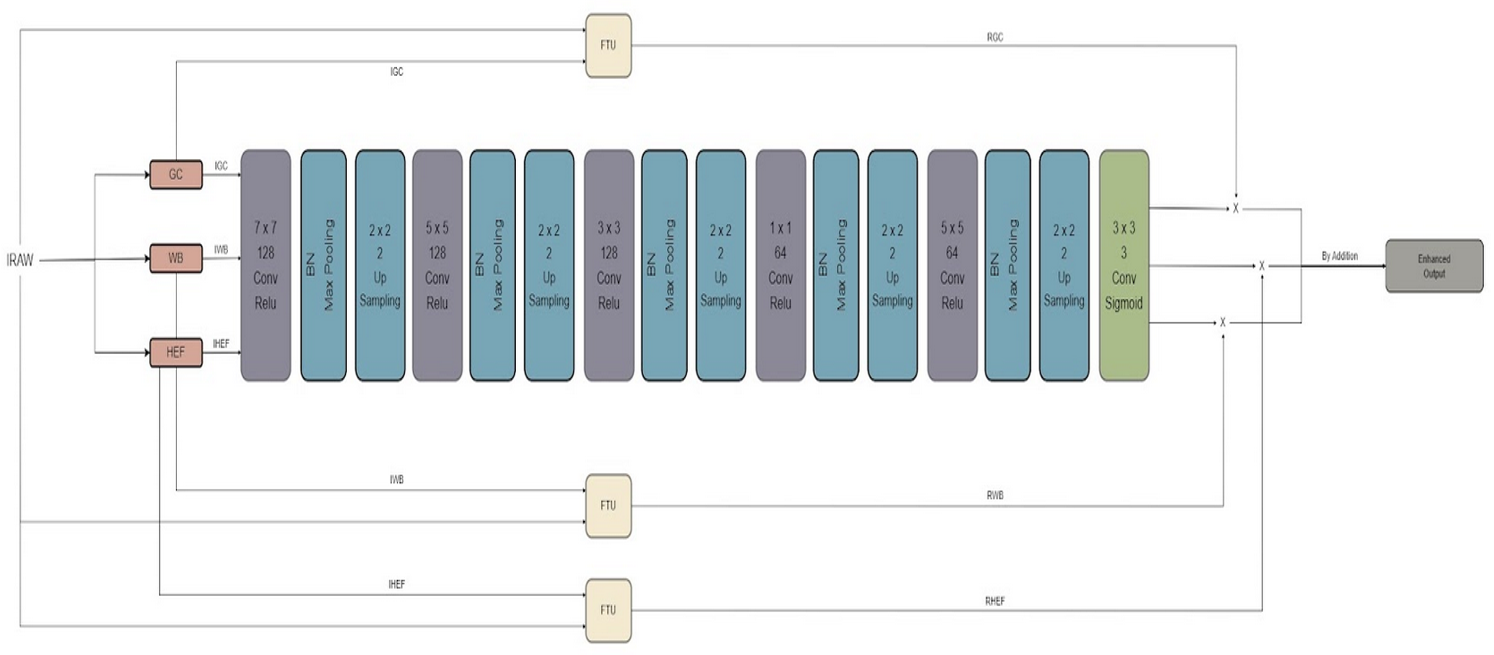 FTU
RGC
IGC
GC
IGC
IRAW
WB
IWB
HEF
IHEF
7 x 7
128
Conv
Relu
BN
Max Pooling
2 x 2
2
Up
Sampling
5 x 5
128
Conv
Relu
BN
Max Pooling
2 x 2
2
Up
Sampling
3 x 3
128
Conv
Relu
BN
Max Pooling
2 x 2
2
Up
Sampling
1 x 1
64
Conv
Relu
BN
Max Pooling
2 x 2
2
Up
Sampling
5 x 5
64
Conv
Relu
BN
Max Pooling
2 x 2
2
Up
Sampling
3 x 3
3
Conv
Sigmoid
X
X
X
By Addition
Enhanced
Output
IWB
FTU
RWB
IHEF
FTU
RHEF